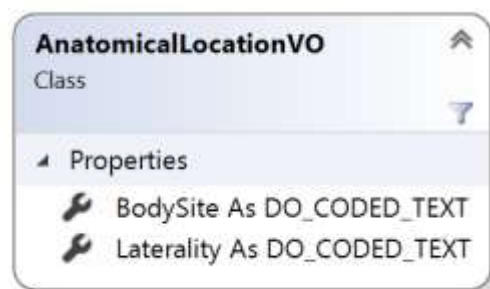 AnatomicalLocationVO
Class
Properties
BodySite As DO_CODED_TEXT
Laterality As DO_CODED_TEXT